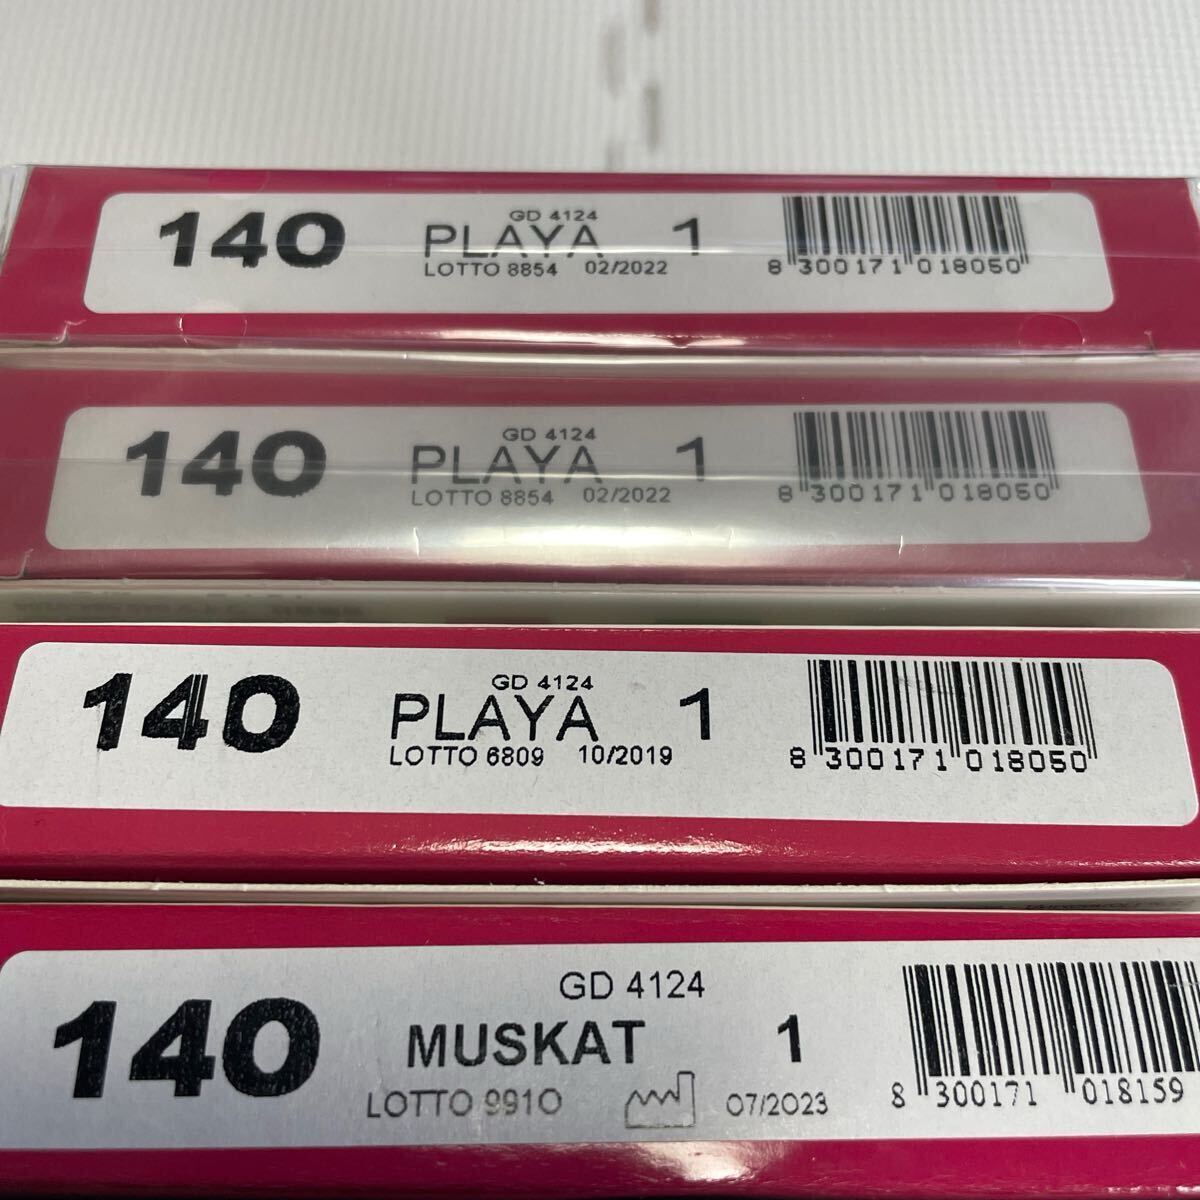 GD 4124
140 PLAYA 1
LOTTO 8854 02/2022
8 300171 018050
GD 4124
140 PLAYA 1
LOTTO 8854 02/2022
8 300171 018050
GD 4124
140 PLAYA 1
LOTTO 6809 10/2019
8 300171 018050
GD 4124
140 MUSKAT 1
LOTTO 9910 07/2023
8 300171 018159